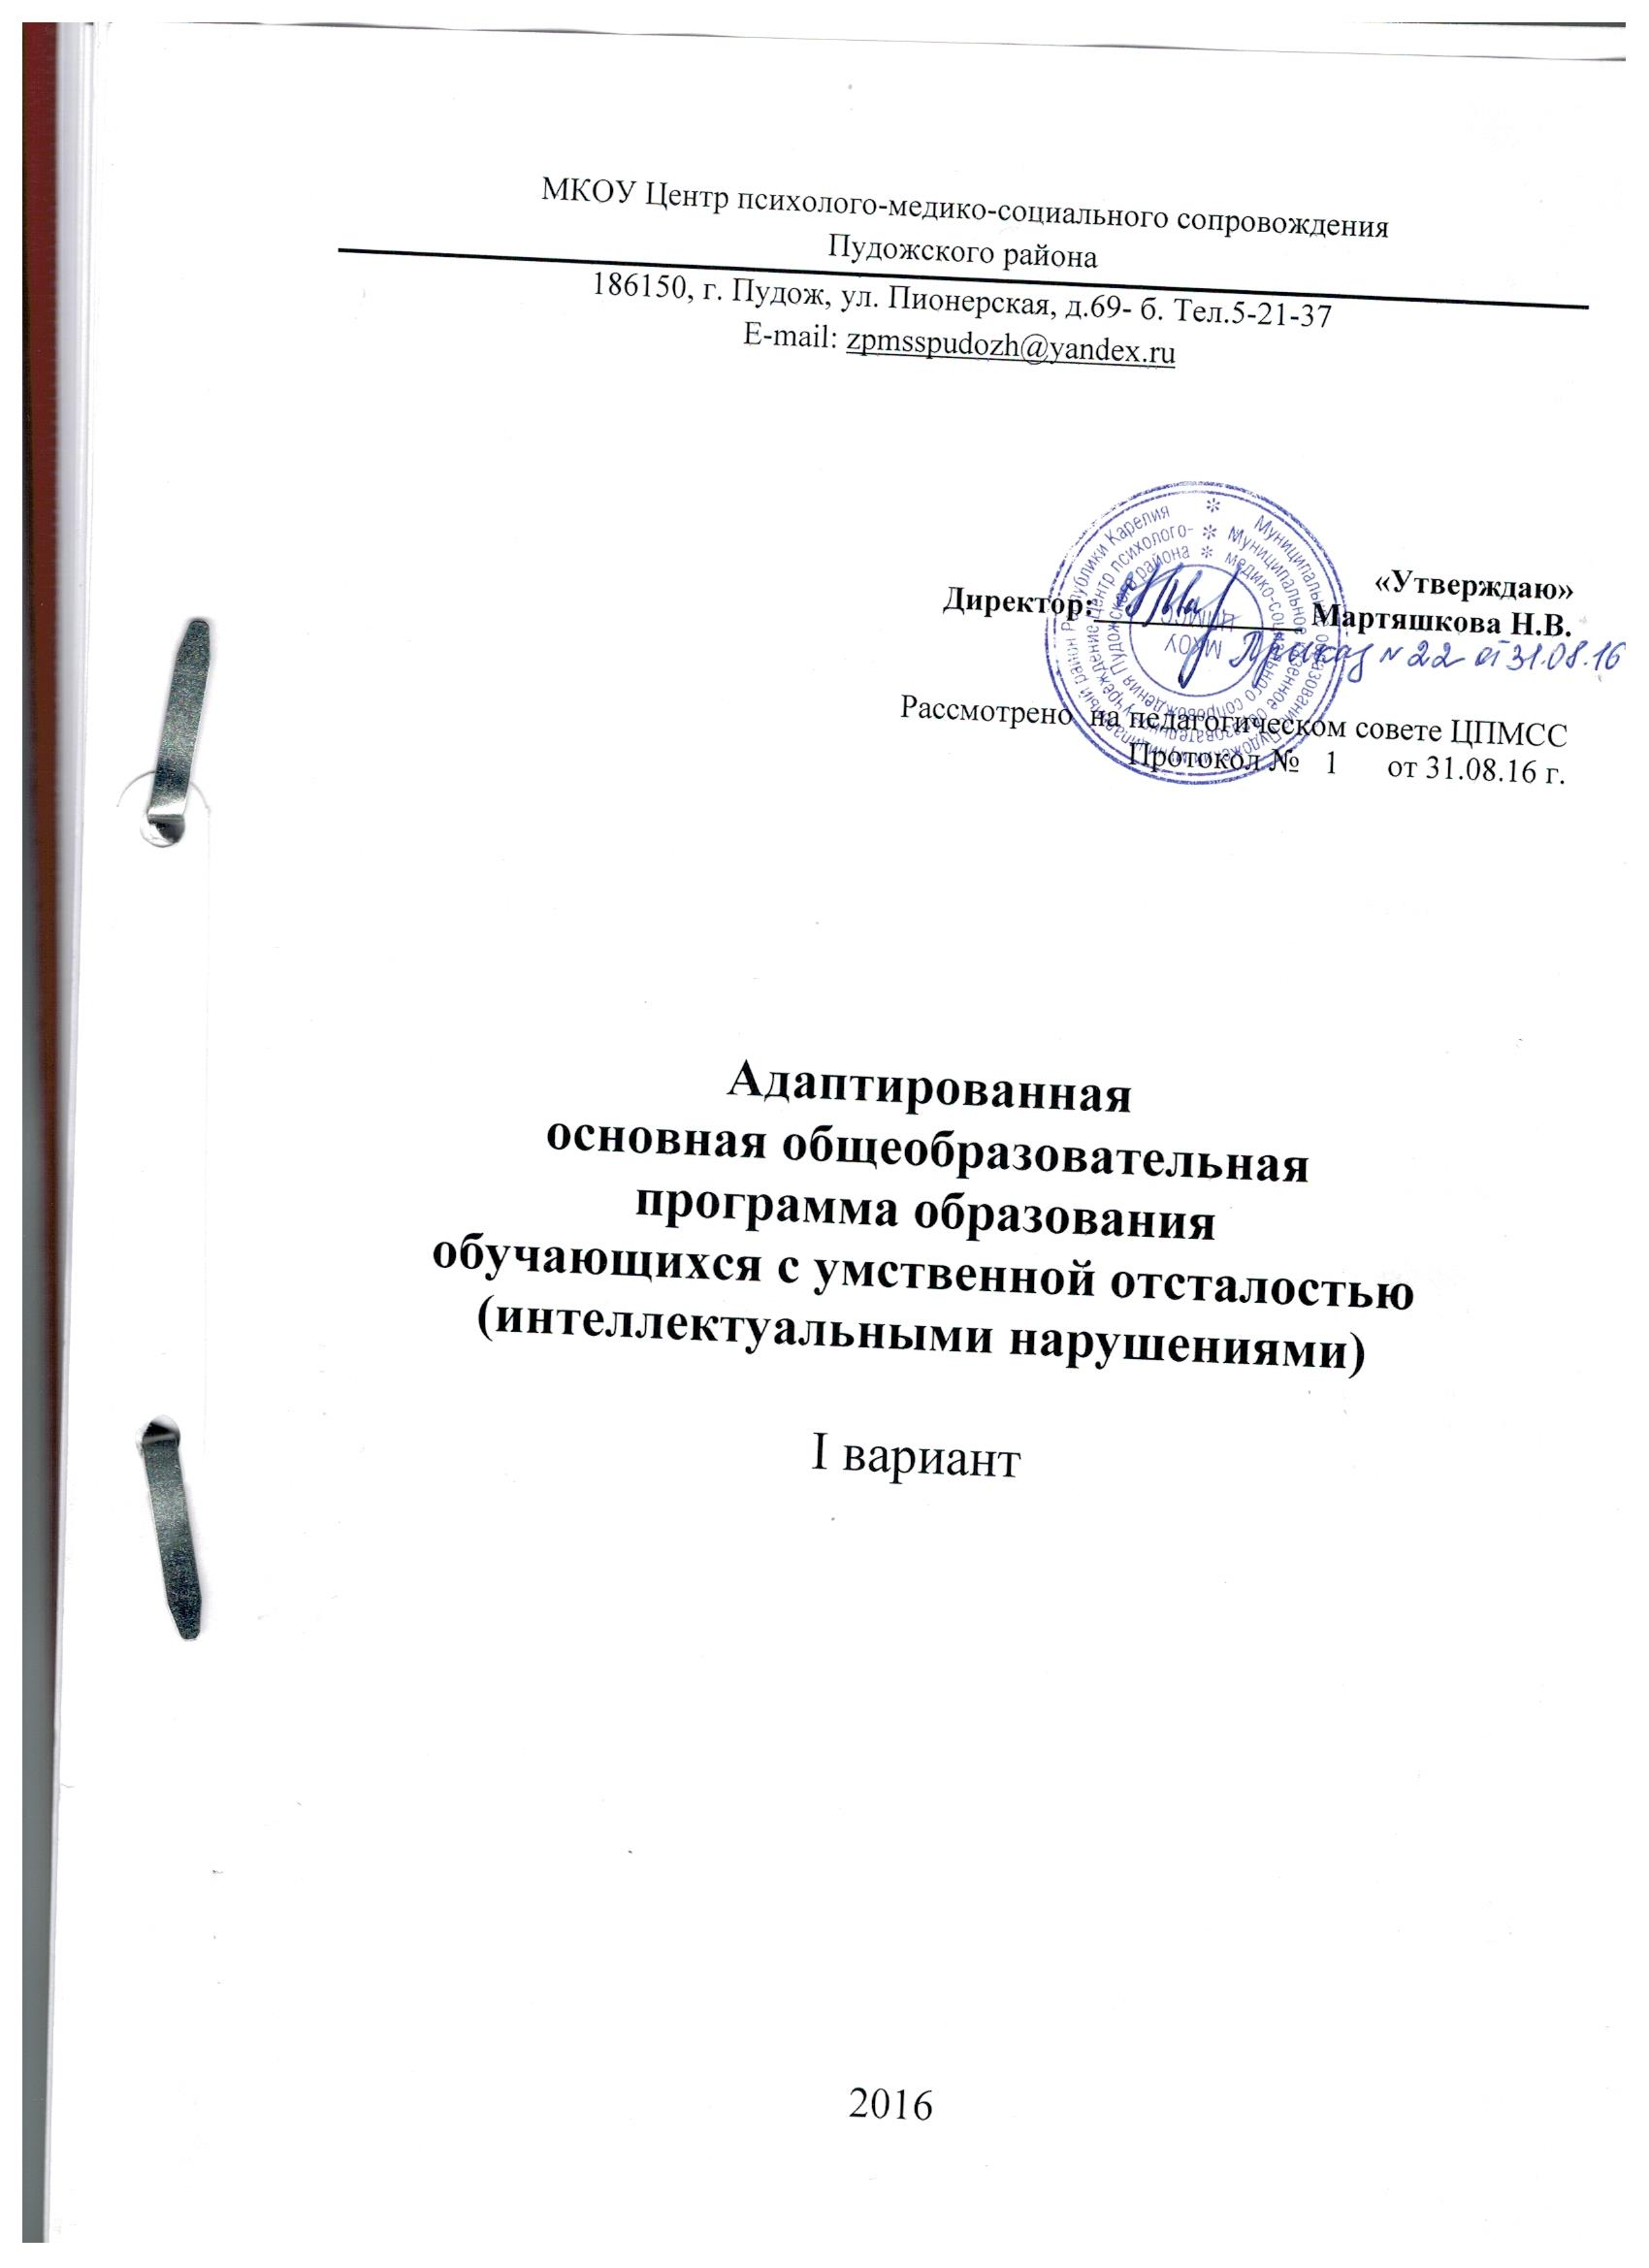 МКОУ Центр психолого-медико-социального сопровождения
Пудожского района
186150, г. Пудож, ул. Пионерская, д.69- б. Тел.5-21-37
E-mail: zpmsspudozh@yandex.ru
«Утверждаю»
Директор:____________ Мартяшкова Н.В.
Приказ № 22 от 31.08.16
Рассмотрено на педагогическом совете ЦПМСС
Протокол № 1 от 31.08.16 г.
Адаптированная
основная общеобразовательная
программа образования
обучающихся с умственной отсталостью
(интеллектуальными нарушениями)
I вариант
2016